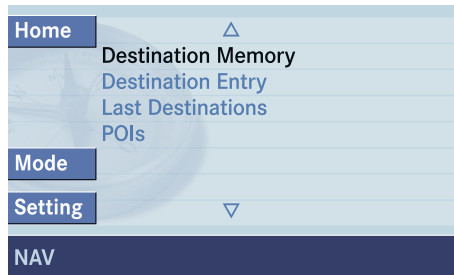 Home
Destination Memory
Destination Entry
Last Destinations
POIs
Mode
Setting
NAV